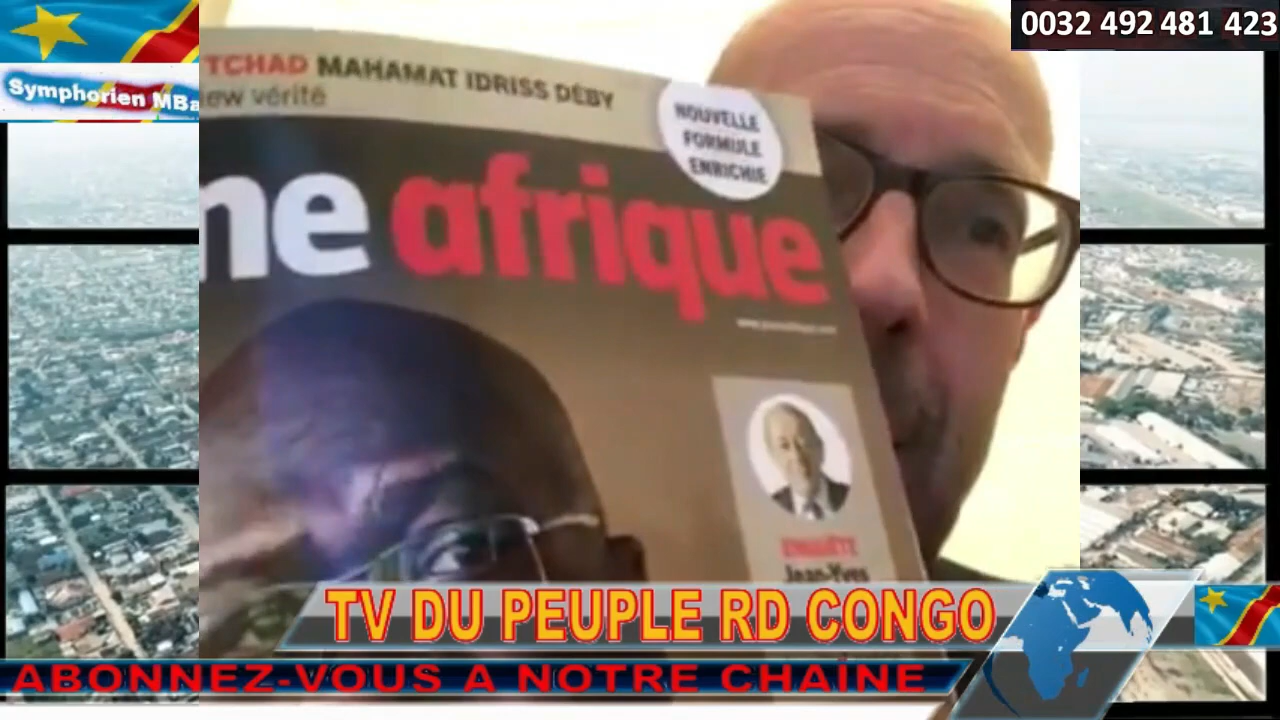 0032 492 481 423
Symphorien MBa
TCHAD MAHAMAT IDRISS DÉBY
ew vérité
NOUVELLE
FORMULE
ENRICHIE
ne afrique
ENQUÊTE
Jean-Yves
TV DU PEUPLE RD CONGO
ABONNEZ-VOUS A NOTRE CHAINE